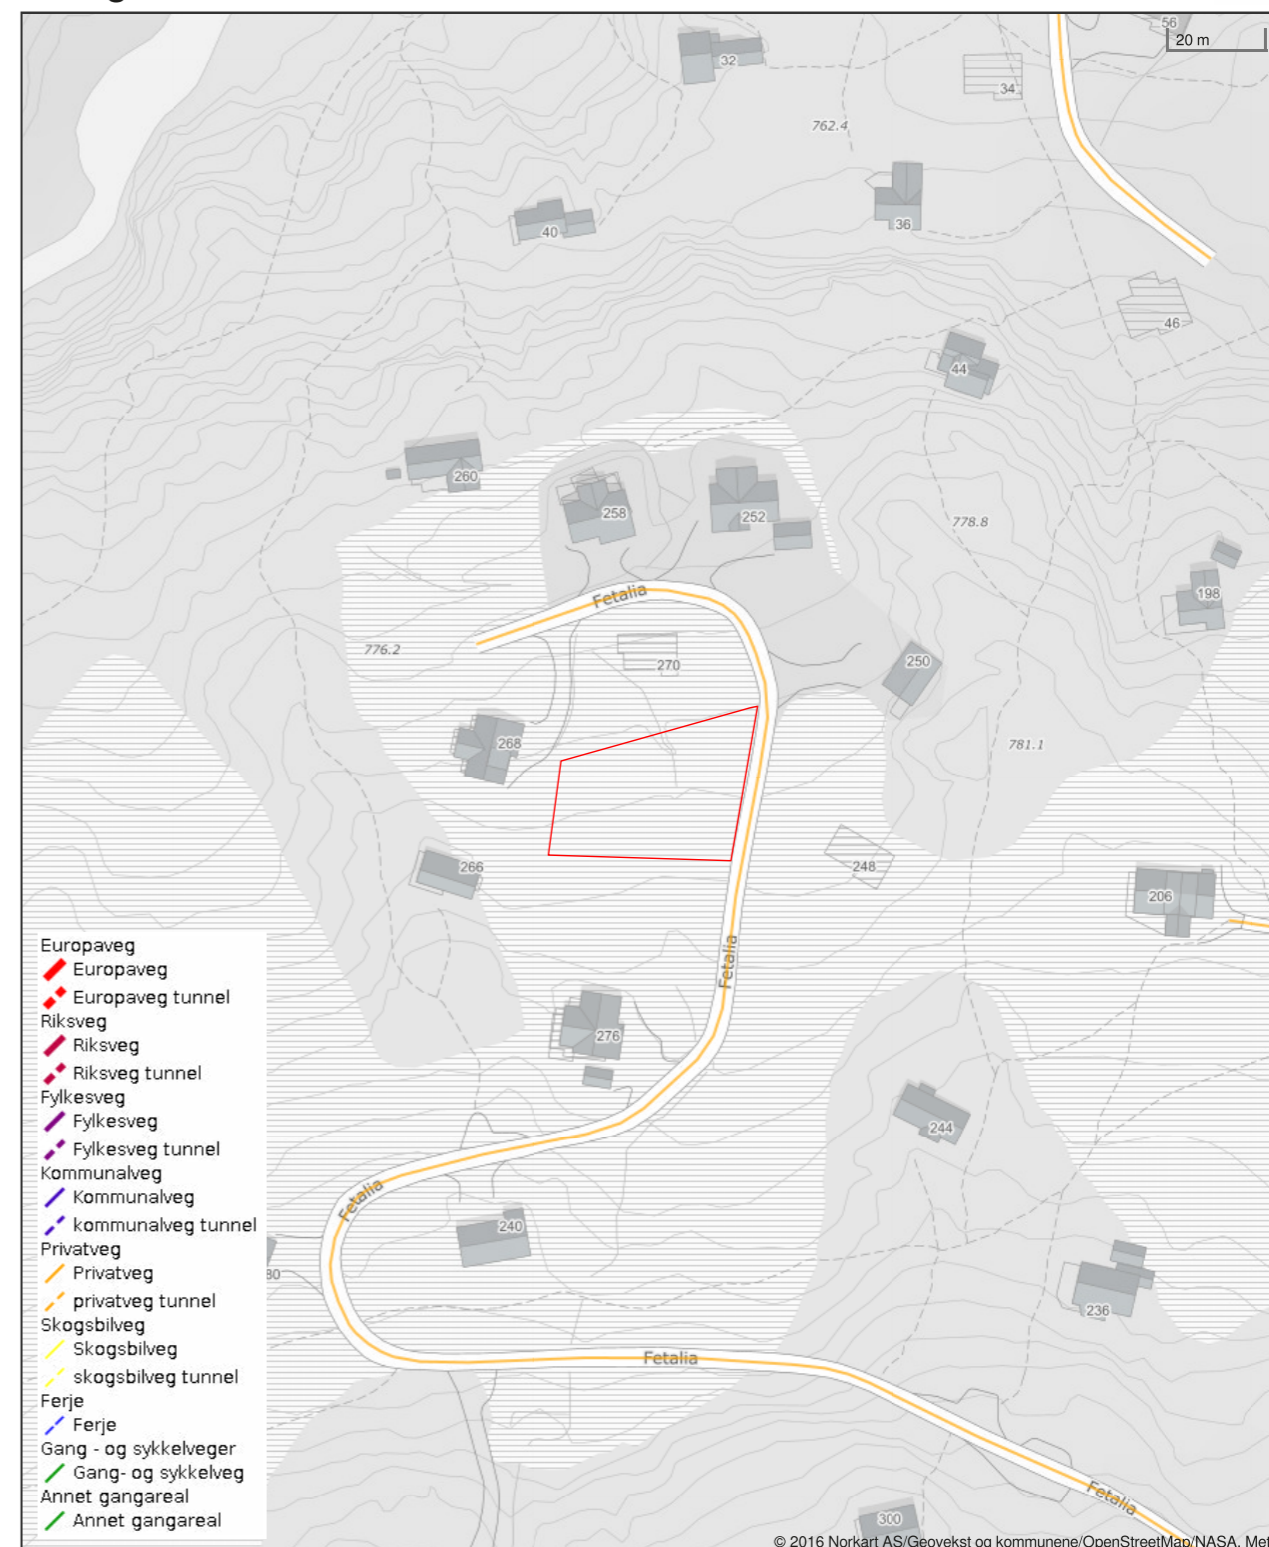 56
20 m
32
34
762.4
36
40
46
44
260
258
252
778.8
198
Fetalia
776.2
270
250
268
781.1
266
248
206
Fetalia
276
244
Fetalia
240
80
236
Fetalia
Fetalia
300
Europaveg
Europaveg
Europaveg tunnel
Riksveg
Riksveg
Riksveg tunnel
Fylkesveg
Fylkesveg
Fylkesveg tunnel
Kommunalveg
Kommunalveg
kommunalveg tunnel
Privatveg
Privatveg
privatveg tunnel
Skogsbilveg
Skogsbilveg
skogsbilveg tunnel
Ferje
Ferje
Gang - og sykkelveger
Gang- og sykkelveg
Annet gangareal
Annet gangareal
© 2016 Norkart AS/Geovekst og kommunene/OpenStreetMap/NASA, Met